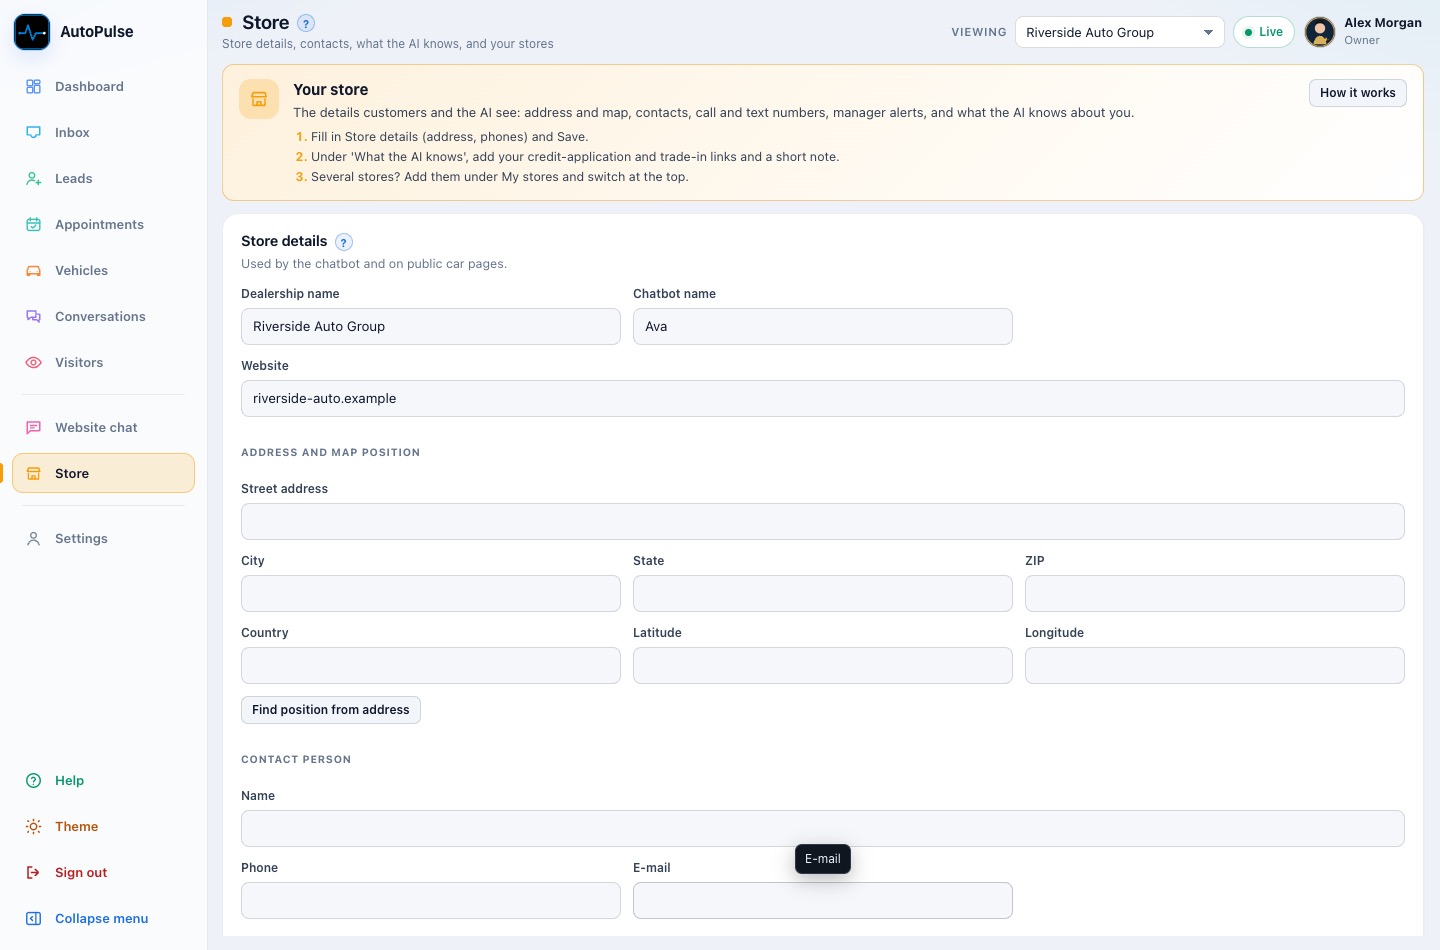 AutoPulse
Dashboard
Inbox
Leads
Appointments
Vehicles
Conversations
Visitors
Website chat
Store
Settings
Help
Theme
Sign out
Collapse menu
Store ?
Store details, contacts, what the AI knows, and your stores
VIEWING
Riverside Auto Group
Live
Alex Morgan
Owner
Your store
The details customers and the AI see: address and map, contacts, call and text numbers, manager alerts, and what the AI knows about you.
1. Fill in Store details (address, phones) and Save.
2. Under 'What the AI knows', add your credit-application and trade-in links and a short note.
3. Several stores? Add them under My stores and switch at the top.
How it works
Store details ?
Used by the chatbot and on public car pages.
Dealership name
Chatbot name
Riverside Auto Group
Ava
Website
riverside-auto.example
ADDRESS AND MAP POSITION
Street address
City
State
ZIP
Country
Latitude
Longitude
Find position from address
CONTACT PERSON
Name
Phone
E-mail
E-mail